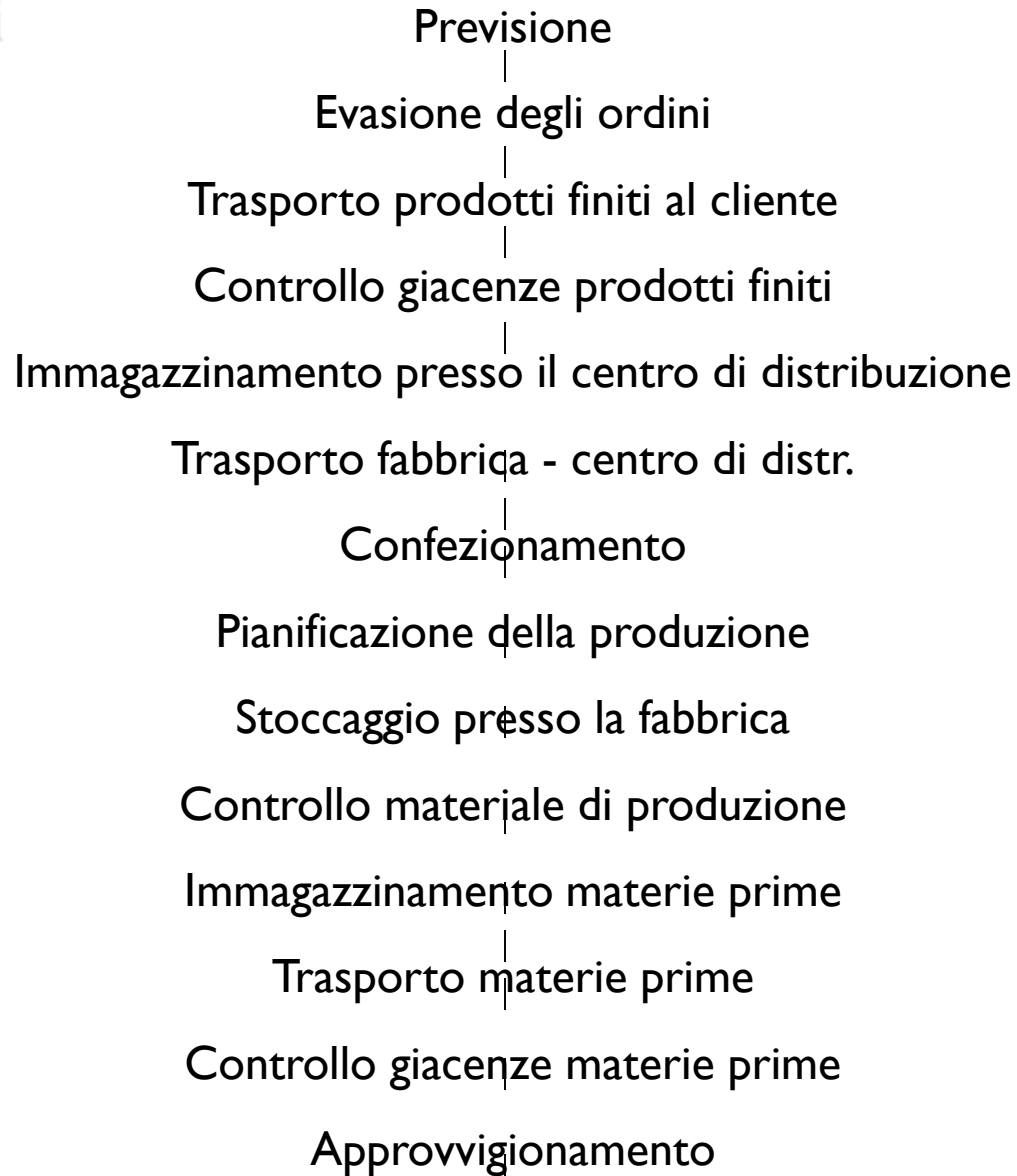 Previsione
Evasione degli ordini
Trasporto prodotti finiti al cliente
Controllo giacenze prodotti finiti
Immagazzinamento presso il centro di distribuzione
Trasporto fabbrica - centro di distr.
Confezionamento
Pianificazione della produzione
Stoccaggio presso la fabbrica
Controllo materiale di produzione
Immagazzinamento materie prime
Trasporto materie prime
Controllo giacenze materie prime
Approvvigionamento